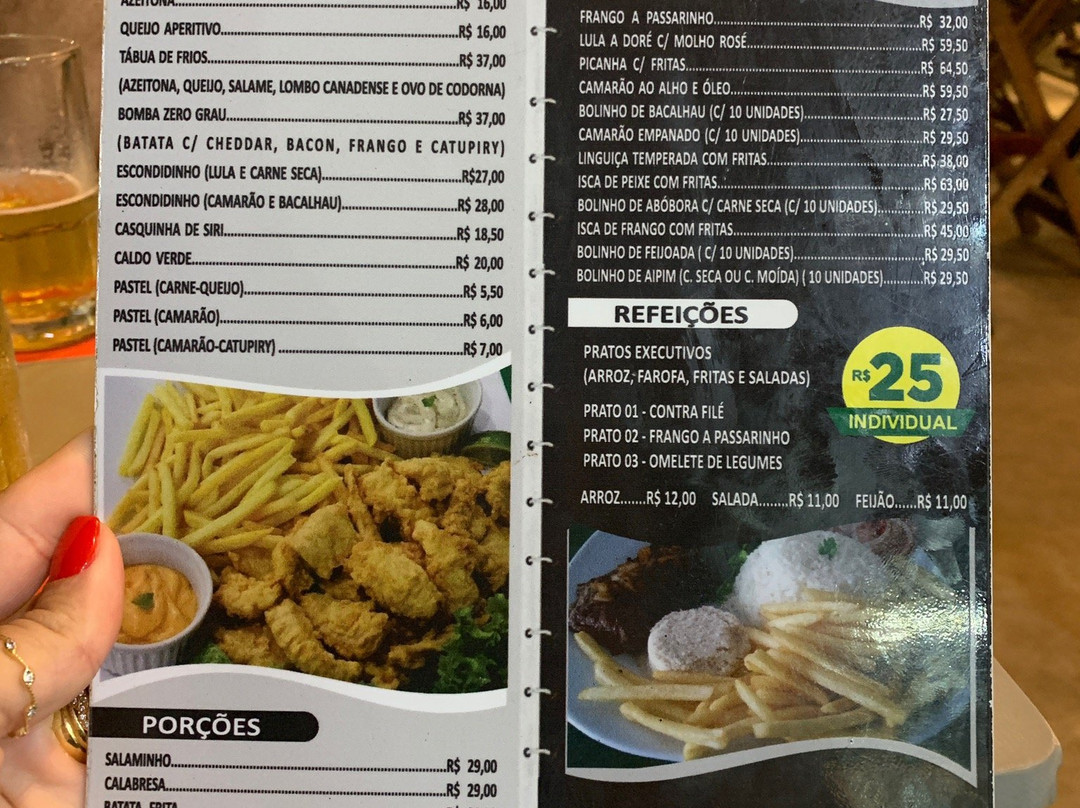 AZEITONA..........R$ 16,00
QUEIJO APERITIVO..........R$ 16,00
TÁBUA DE FRIOS..........R$ 37,00
(AZEITONA, QUEIJO, SALAME, LOMBO CANADENSE E OVO DE CODORNA)
BOMBA ZERO GRAU..........R$ 37,00
(BATATA C/ CHEDDAR, BACON, FRANGO E CATUPIRY)
ESCONDIDINHO (LULA E CARNE SECA)..........R$27,00
ESCONDIDINHO (CAMARÃO E BACALHAU)..........R$ 28,00
CASQUINHA DE SIRI..........R$ 18,50
CALDO VERDE..........R$ 20,00
PASTEL (CARNE-QUEIJO)..........R$ 5,50
PASTEL (CAMARÃO)..........R$ 6,00
PASTEL (CAMARÃO-CATUPIRY)..........R$ 7,00
PORÇÕES
SALAMINHO..........R$ 29,00
CALABRESA..........R$ 29,00
BATATA FRITA
FRANGO A PASSARINHO..........R$ 32,00
LULA A DORÉ C/ MOLHO ROSÉ..........R$ 59,50
PICANHA C/ FRITAS..........R$ 64,50
CAMARÃO AO ALHO E ÓLEO..........R$ 59,50
BOLINHO DE BACALHAU (C/ 10 UNIDADES)..........R$ 27,50
CAMARÃO EMPANADO (C/ 10 UNIDADES)..........R$ 29,50
LINGUIÇA TEMPERADA COM FRITAS..........R$ 38,00
ISCA DE PEIXE COM FRITAS..........R$ 63,00
BOLINHO DE ABÓBORA C/ CARNE SECA (C/ 10 UNIDADES)..........R$ 29,50
ISCA DE FRANGO COM FRITAS..........R$ 45,00
BOLINHO DE FEIJOADA ( C/ 10 UNIDADES)..........R$ 29,50
BOLINHO DE AIPIM (C. SECA OU C. MOÍDA) ( 10 UNIDADES)..........R$ 29,50
REFEIÇÕES
PRATOS EXECUTIVOS
(ARROZ, FAROFA, FRITAS E SALADAS)
R$ 25
INDIVIDUAL
PRATO 01 - CONTRA FILÉ
PRATO 02 - FRANGO A PASSARINHO
PRATO 03 - OMELETE DE LEGUMES
ARROZ......R$ 12,00 SALADA........R$ 11,00 FEIJÃO......R$ 11,00